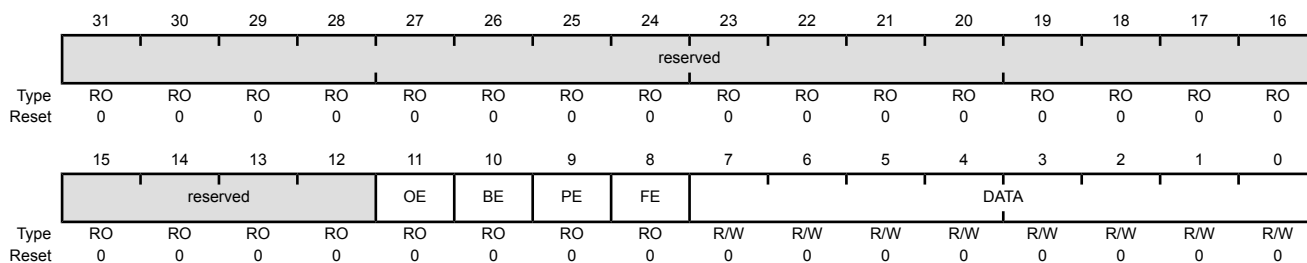 31 30 29 28 27 26 25 24 23 22 21 20 19 18 17 16
reserved
Type RO RO RO RO RO RO RO RO RO RO RO RO RO RO RO RO
Reset 0 0 0 0 0 0 0 0 0 0 0 0 0 0 0 0
15 14 13 12 11 10 9 8 7 6 5 4 3 2 1 0
reserved OE BE PE FE DATA
Type RO RO RO RO RO RO RO RO R/W R/W R/W R/W R/W R/W R/W R/W
Reset 0 0 0 0 0 0 0 0 0 0 0 0 0 0 0 0